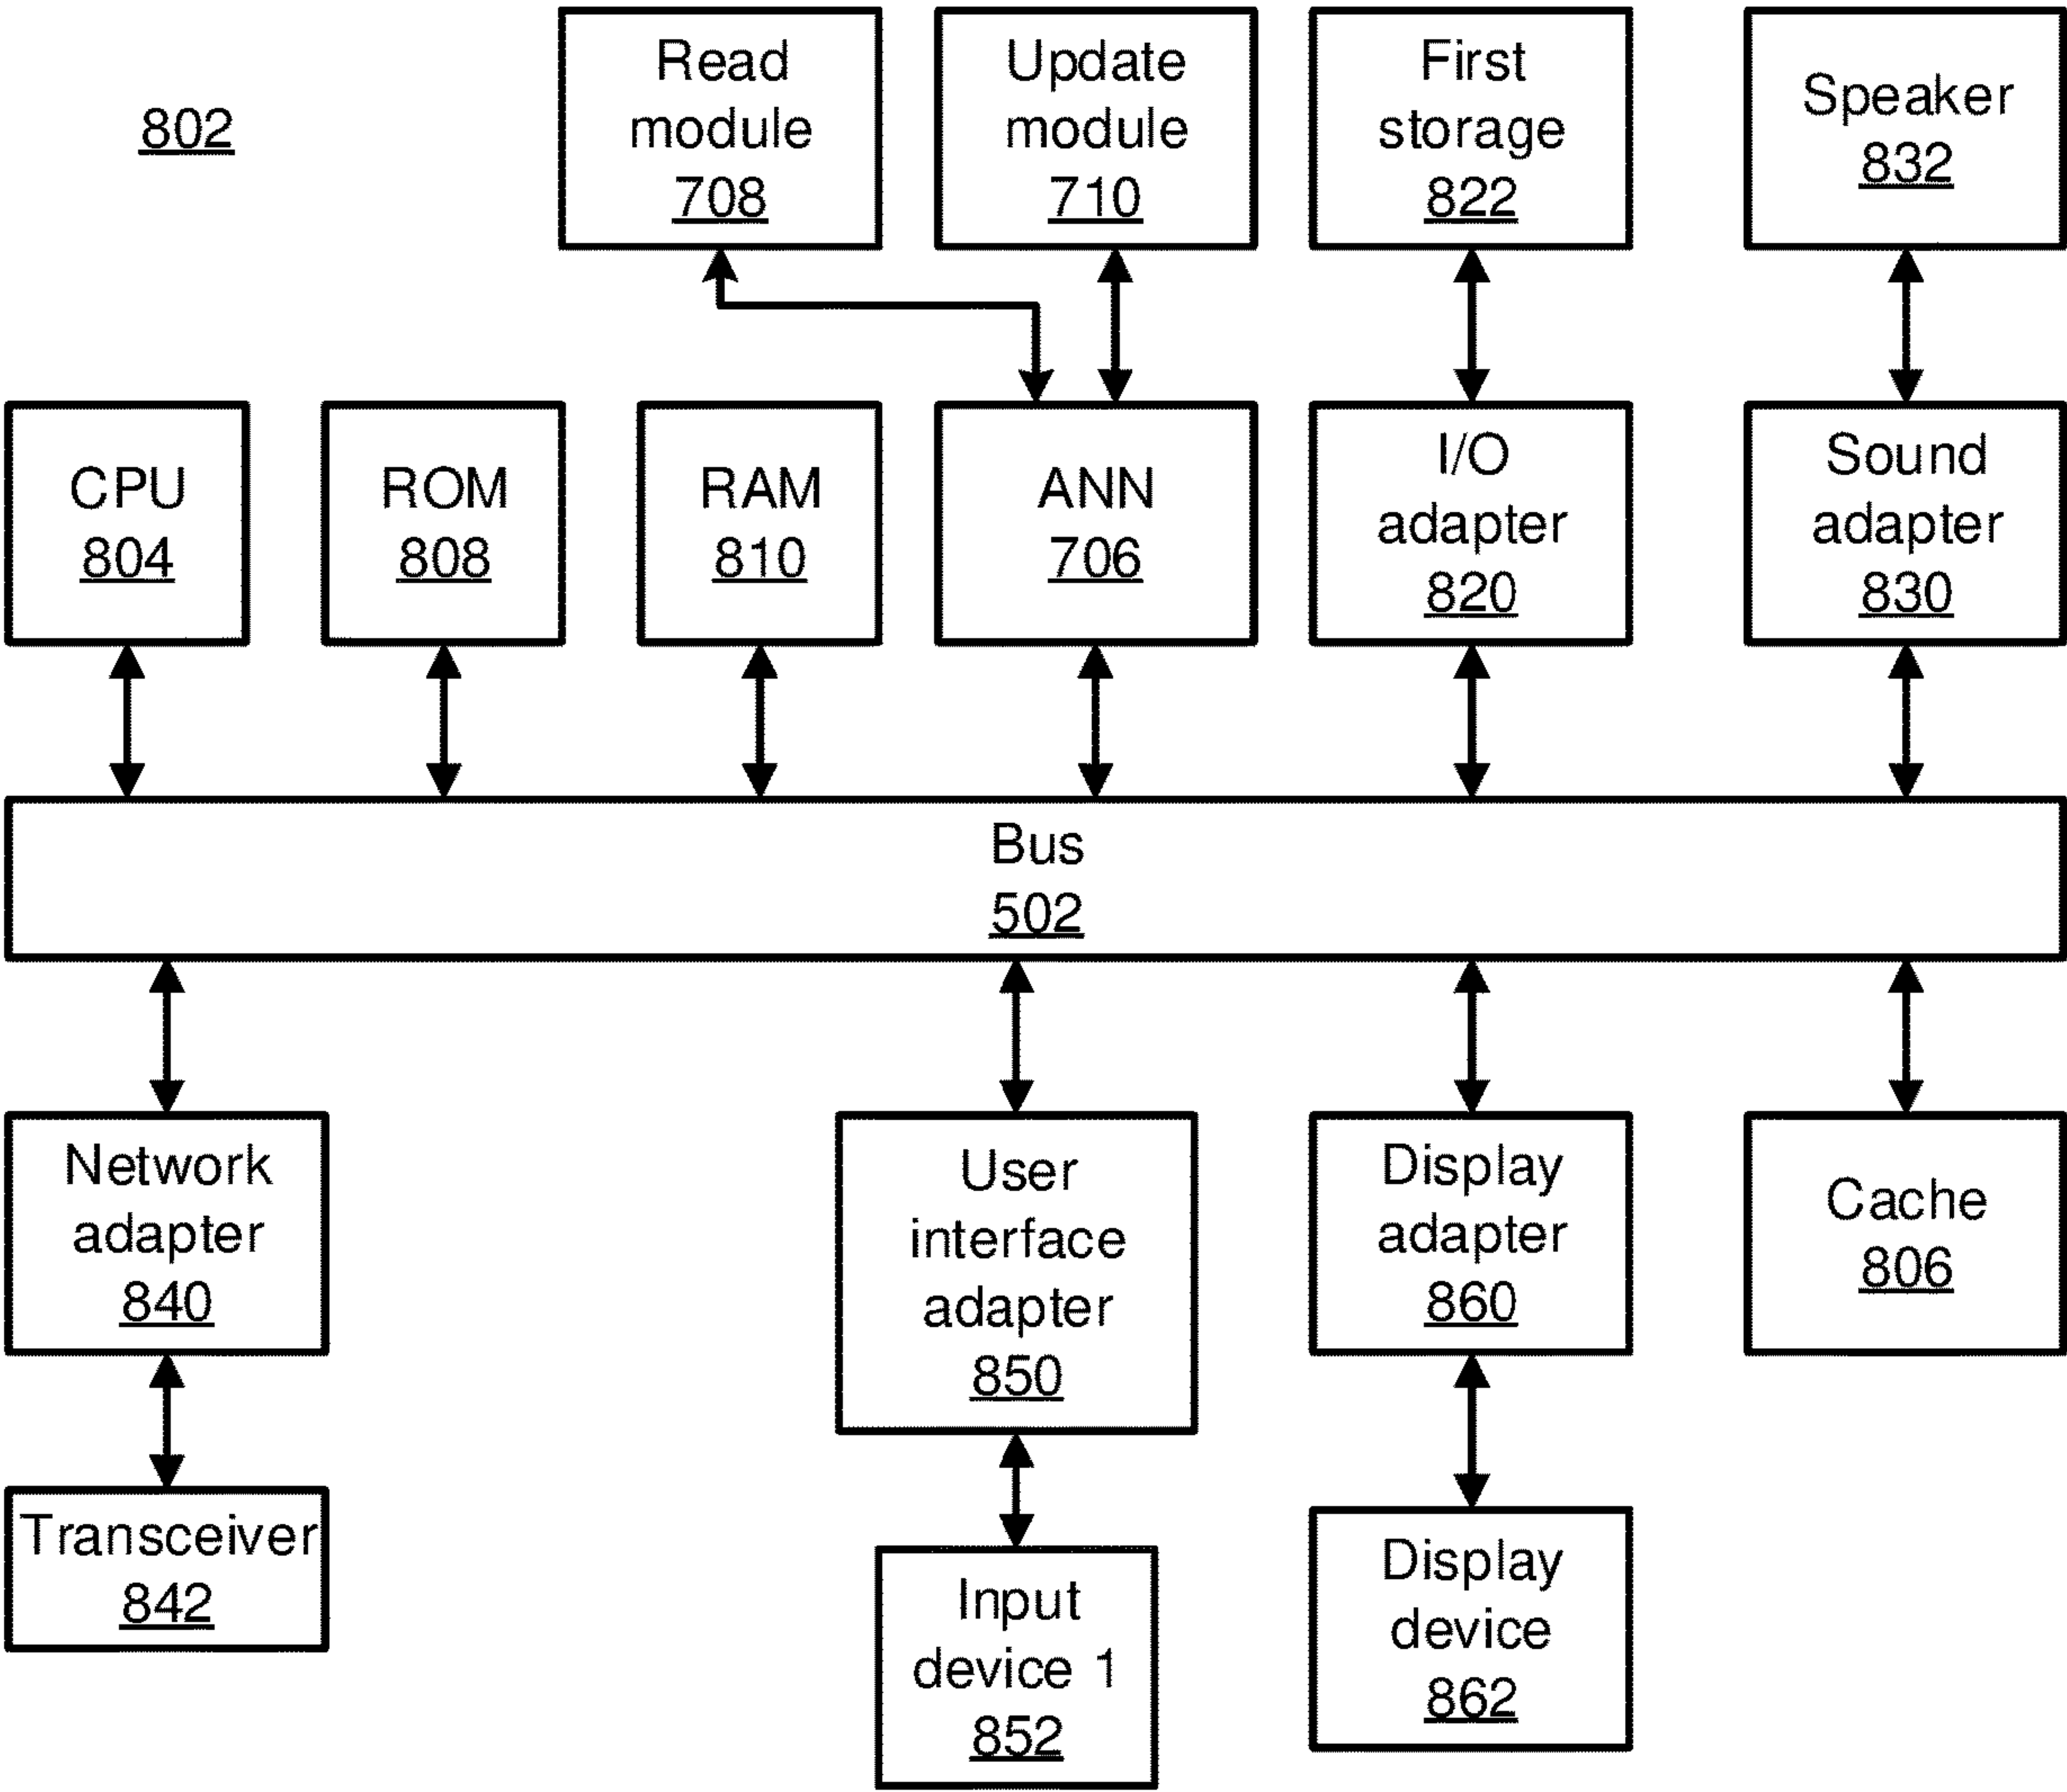 802
Read
module
708
Update
module
710
First
storage
822
Speaker
832
CPU
804
ROM
808
RAM
810
ANN
706
I/O
adapter
820
Sound
adapter
830
Bus
502
Network
adapter
840
User
interface
adapter
850
Display
adapter
860
Cache
806
Transceiver
842
Input
device 1
852
Display
device
862